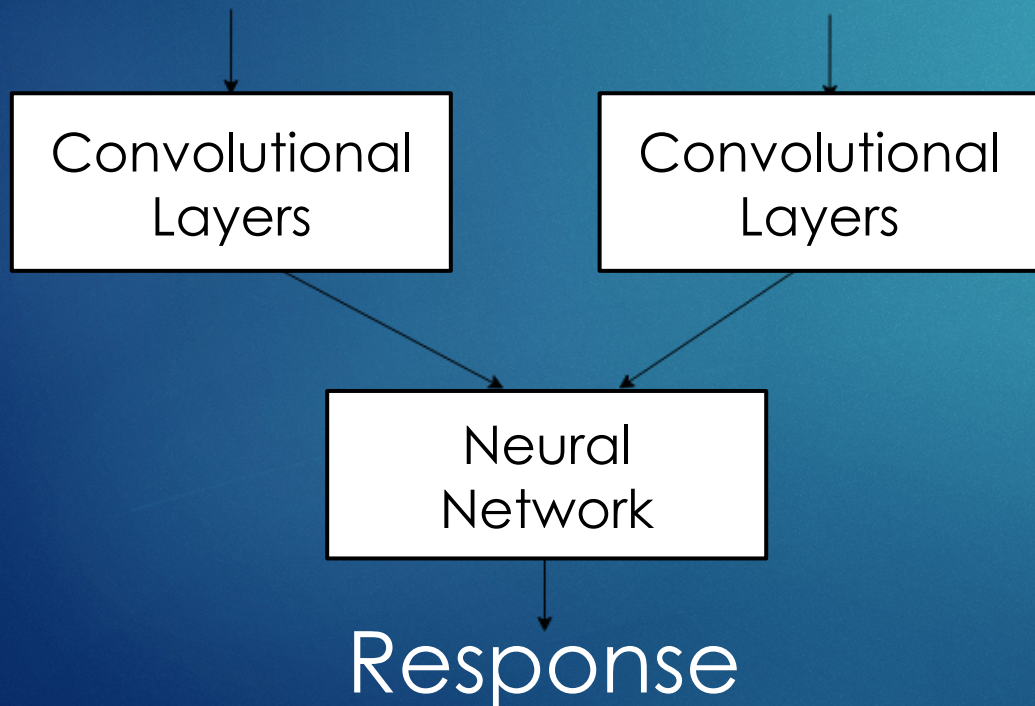 Convolutional
Layers
Convolutional
Layers
Neural
Network
Response